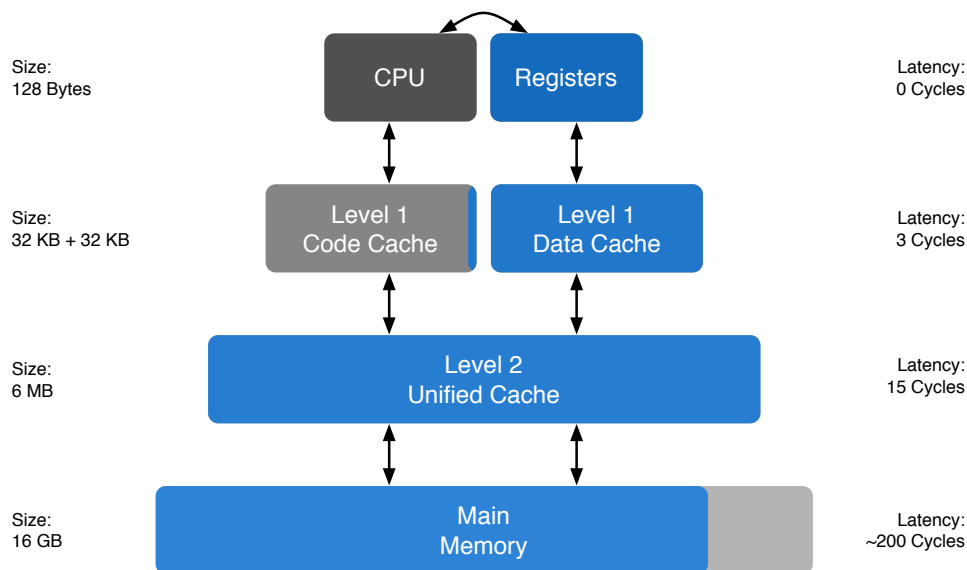 Size:
128 Bytes
CPU
Registers
Latency:
0 Cycles
Size:
32 KB + 32 KB
Level 1
Code Cache
Level 1
Data Cache
Latency:
3 Cycles
Size:
6 MB
Level 2
Unified Cache
Latency:
15 Cycles
Size:
16 GB
Main
Memory
Latency:
~200 Cycles